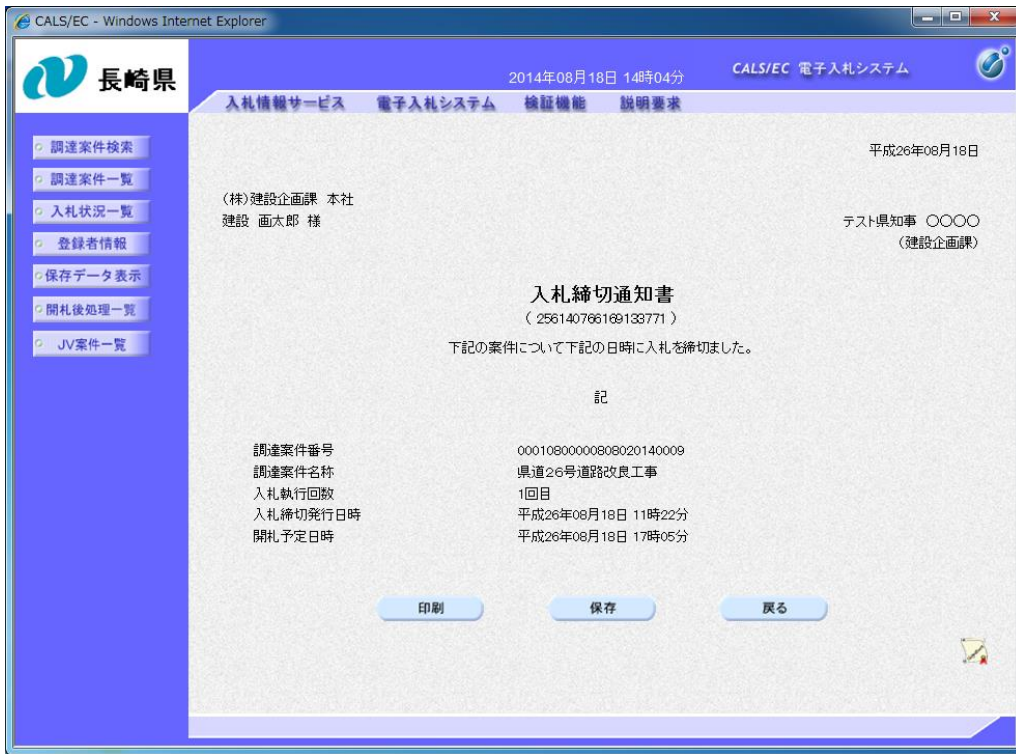 CALS/EC - Windows Internet Explorer
長崎県
2014年08月18日 14時04分
CALS/EC 電子入札システム
入札情報サービス 電子入札システム 検証機能 説明要求
調達案件検索
調達案件一覧
入札状況一覧
登録者情報
保存データ表示
開札後処理一覧
JV案件一覧
平成26年08月18日
(株)建設企画課 本社
建設 画太郎 様
テスト県知事 〇〇〇〇
(建設企画課)
入札締切通知書
( 256140766169133771 )
下記の案件について下記の日時に入札を締切ました。
記
調達案件番号 00010800000808020140009
調達案件名称 県道26号道路改良工事
入札執行回数 1回目
入札締切発行日時 平成26年08月18日 11時22分
開札予定日時 平成26年08月18日 17時05分
印刷 保存 戻る